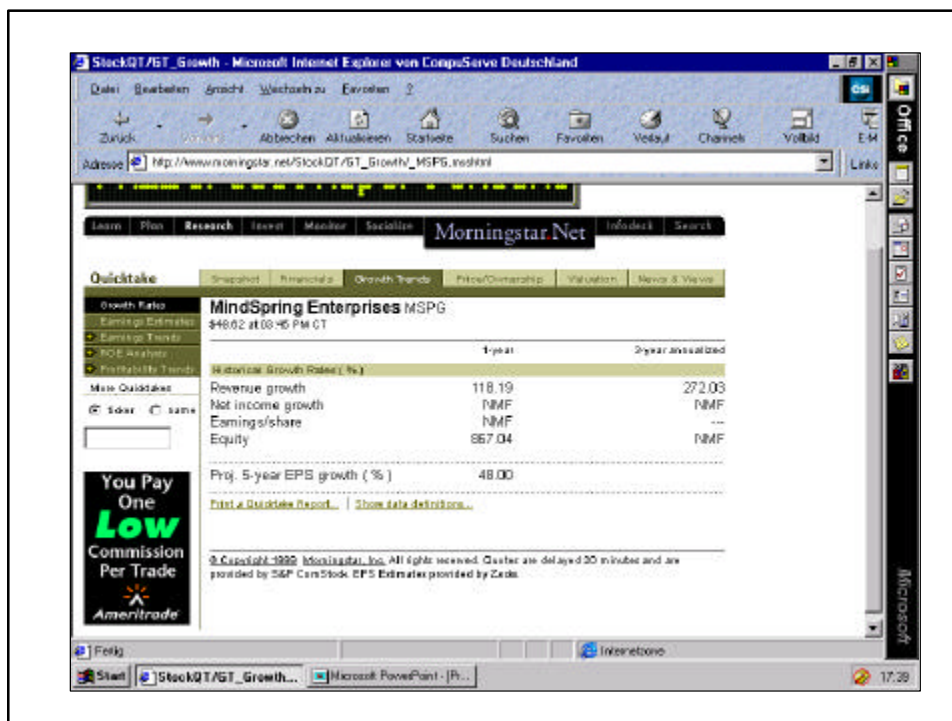 StockQT/GT_Growth - Microsoft Internet Explorer von CompuServe Deutschland
Datei Bearbeiten Ansicht Wechseln zu Favoriten ?
Zurück Abbrechen Aktualisieren Startseite Suchen Favoriten Verlauf Channels Vollbild E-M
Adresse http://www.morningstar.net/StockQT/GT_Growth/_MSPG.mshtml Links
Learn Plan Research Invest Monitor Socialize Morningstar.Net Infodesk Search
Quicktake Snapshot Financials Growth Trends Price/Ownership Valuation News & Views
Growth Rates
Earnings Estimates
Earnings Trends
ROE Analysis
Profitability Trends
More Quicktakes
ticker name
MindSpring Enterprises MSPG
$48.62 at 03:45 PM CT
1-year 3-year annualized
Historical Growth Rates ( % )
Revenue growth 118.19 272.03
Net income growth NMF NMF
Earnings/share NMF ---
Equity 867.04 NMF
Proj. 5-year EPS growth ( % ) 48.00
Print a Quicktake Report... | Show data definitions...
© Copyright 1999 Morningstar, Inc. All rights reserved. Quotes are delayed 20 minutes and are
provided by S&P ComStock. EPS Estimates provided by Zacks.
You Pay
One
Low
Commission
Per Trade
Ameritrade
Office
Microsoft
Fertig Internetzone
Start StockQT/GT_Growth... Microsoft PowerPoint - [Pr... 17:39